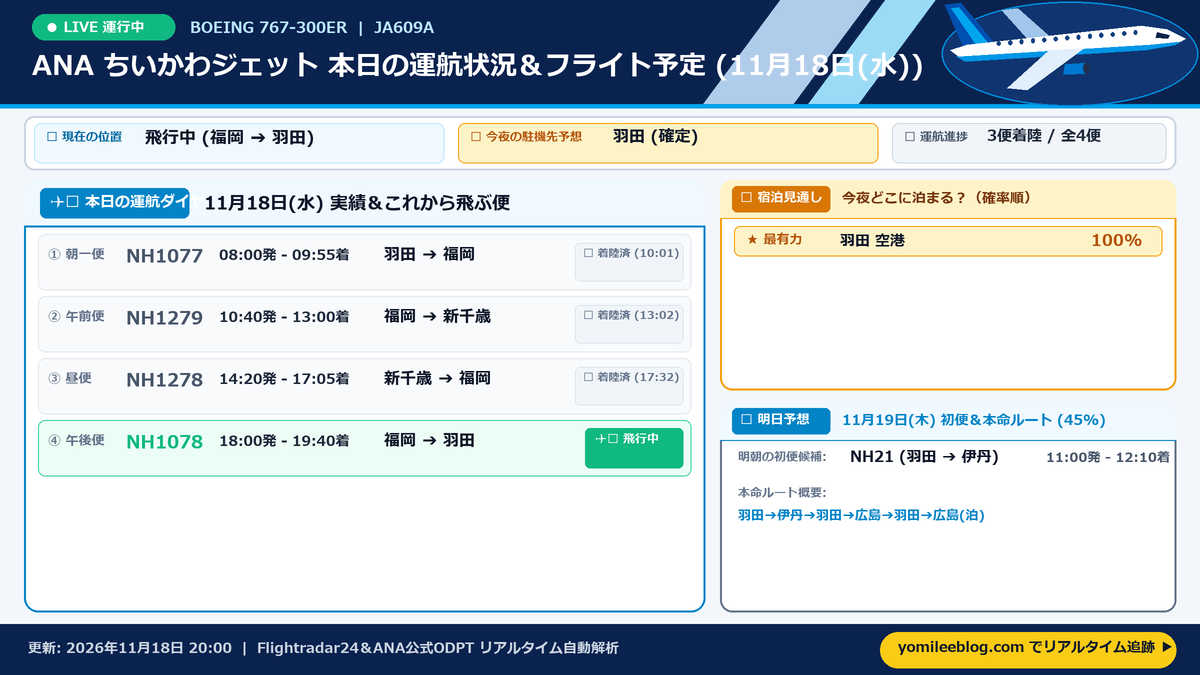 ● LIVE 運行中 BOEING 767-300ER | JA609A
ANA ちいかわジェット 本日の運航状況＆フライト予定 (11月18日(水))
□ 現在の位置 飛行中 (福岡 → 羽田)
□ 今夜の駐機先予想 羽田 (確定)
□ 運航進捗 3便着陸 / 全4便
✈□ 本日の運航ダイ 11月18日(水) 実績＆これから飛ぶ便
① 朝一便 NH1077 08:00発 - 09:55着 羽田 → 福岡 □ 着陸済 (10:01)
② 午前便 NH1279 10:40発 - 13:00着 福岡 → 新千歳 □ 着陸済 (13:02)
③ 昼便 NH1278 14:20発 - 17:05着 新千歳 → 福岡 □ 着陸済 (17:32)
④ 午後便 NH1078 18:00発 - 19:40着 福岡 → 羽田 ✈□ 飛行中
□ 宿泊見通し 今夜どこに泊まる？（確率順）
★ 最有力 羽田 空港 100%
□ 明日予想 11月19日(木) 初便＆本命ルート (45%)
明朝の初便候補: NH21 (羽田 → 伊丹) 11:00発 - 12:10着
本命ルート概要:
羽田→伊丹→羽田→広島→羽田→広島(泊)
更新: 2026年11月18日 20:00 | Flightradar24＆ANA公式ODPT リアルタイム自動解析
yomileeblog.com でリアルタイム追跡 ▶